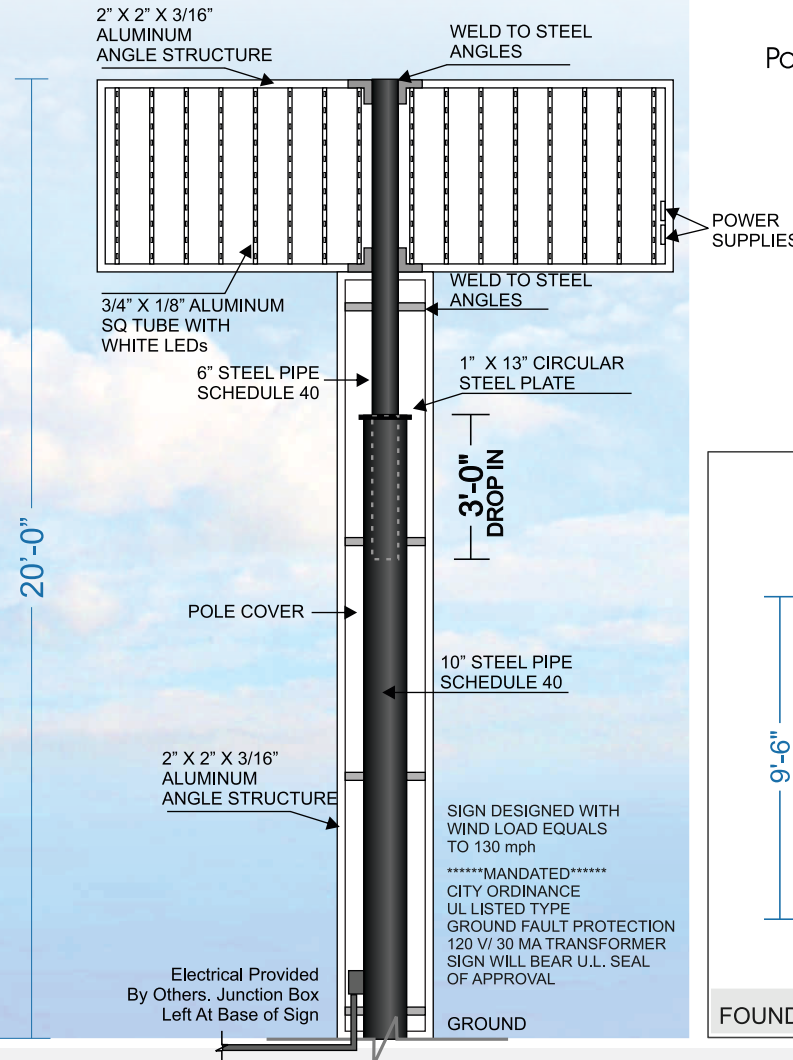 2” X 2” X 3/16”
ALUMINUM
ANGLE STRUCTURE
WELD TO STEEL
ANGLES
POWER
SUPPLIES
3/4” X 1/8” ALUMINUM
SQ TUBE WITH
WHITE LEDs
WELD TO STEEL
ANGLES
6” STEEL PIPE
SCHEDULE 40
1” X 13” CIRCULAR
STEEL PLATE
3'-0"
DROP IN
20’-0”
POLE COVER
10” STEEL PIPE
SCHEDULE 40
9'-6"
2” X 2” X 3/16”
ALUMINUM
ANGLE STRUCTURE
SIGN DESIGNED WITH
WIND LOAD EQUALS
TO 130 mph
******MANDATED******
CITY ORDINANCE
UL LISTED TYPE
GROUND FAULT PROTECTION
120 V/ 30 MA TRANSFORMER
SIGN WILL BEAR U.L. SEAL
OF APPROVAL
Electrical Provided
By Others. Junction Box
Left At Base of Sign
GROUND